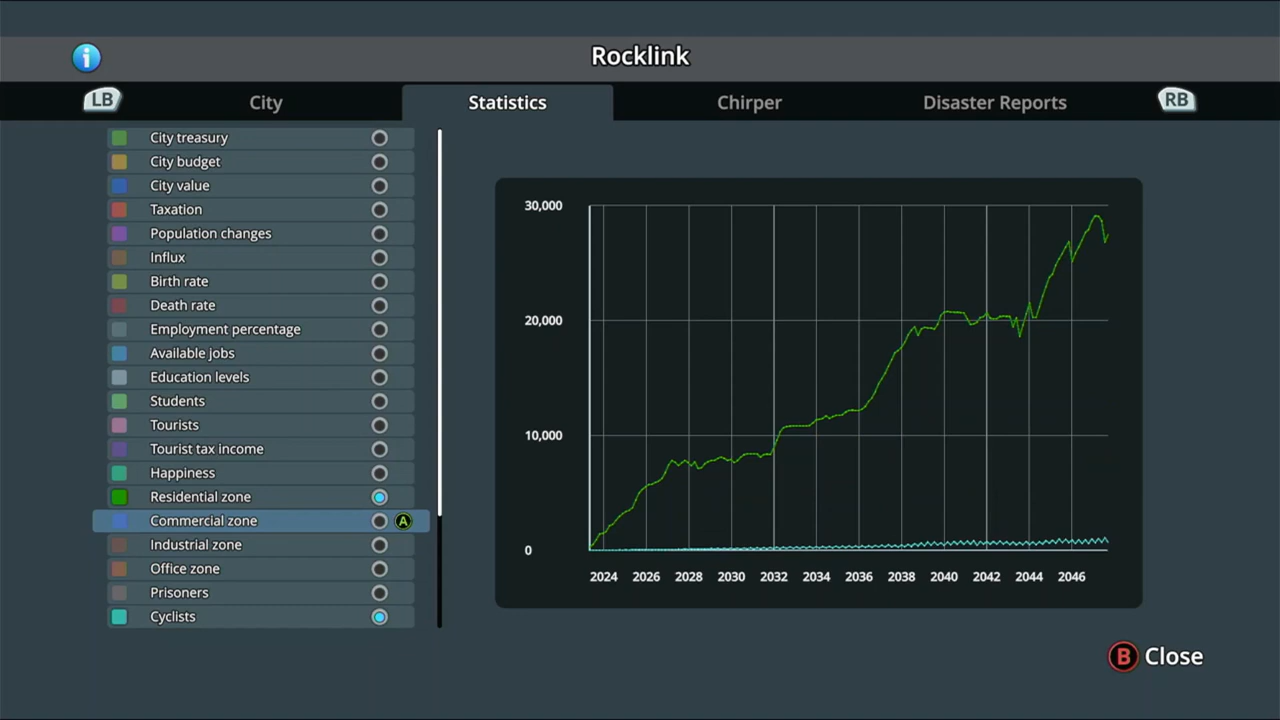 i
Rocklink
LB
City
Statistics
Chirper
Disaster Reports
RB
City treasury
City budget
City value
Taxation
Population changes
Influx
Birth rate
Death rate
Employment percentage
Available jobs
Education levels
Students
Tourists
Tourist tax income
Happiness
Residential zone
Commercial zone A
Industrial zone
Office zone
Prisoners
Cyclists
30,000
20,000
10,000
0
2024 2026 2028 2030 2032 2034 2036 2038 2040 2042 2044 2046
B Close